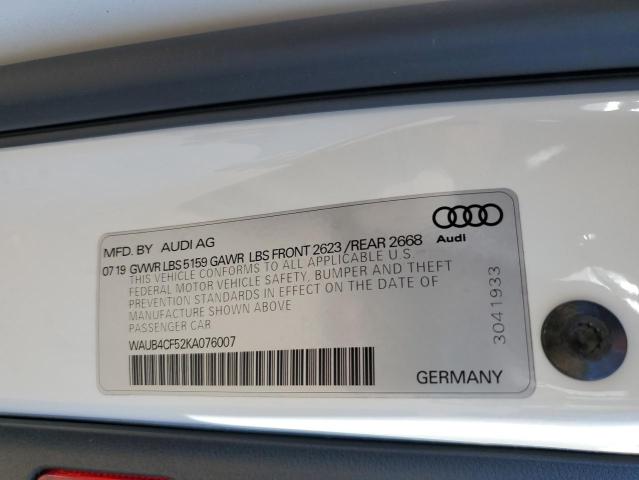 MFD. BY AUDI AG
Audi
07 19 GVWR LBS 5159 GAWR LBS FRONT 2623 /REAR 2668
THIS VEHICLE CONFORMS TO ALL APPLICABLE U.S.
FEDERAL MOTOR VEHICLE SAFETY, BUMPER AND THEFT
PREVENTION STANDARDS IN EFFECT ON THE DATE OF
MANUFACTURE SHOWN ABOVE
PASSENGER CAR
3041933
WAUB4CF52KA076007
GERMANY